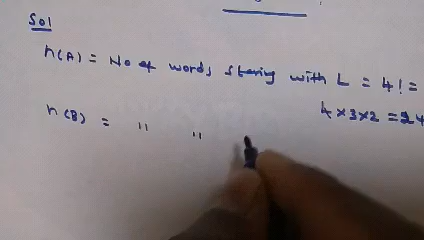 Sol
n(A) = No of words staring with L = 4! =
4×3×2 = 24
n(B) = " "